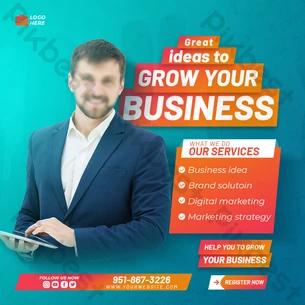 LOGO
HERE
Great
ideas to
GROW YOUR
BUSINESS
WHAT WE DO
OUR SERVICES
Business idea
Brand solutoin
Digital marketing
Marketing strategy
HELP YOU TO GROW
YOUR BUSINESS
FOLLOW US NOW
951-867-3226
WWW.YOURWEBSITE.COM
REGISTER NOW
Pikbest